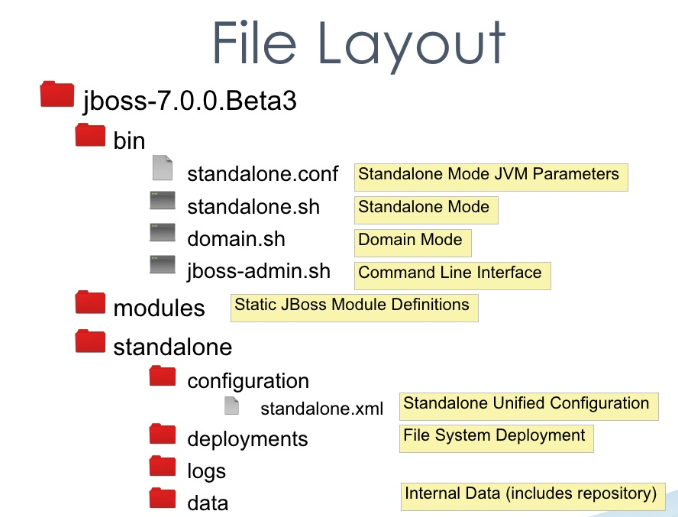 File Layout
jboss-7.0.0.Beta3
bin
standalone.conf Standalone Mode JVM Parameters
standalone.sh Standalone Mode
domain.sh Domain Mode
jboss-admin.sh Command Line Interface
modules Static JBoss Module Definitions
standalone
configuration
standalone.xml Standalone Unified Configuration
deployments File System Deployment
logs
data Internal Data (includes repository)